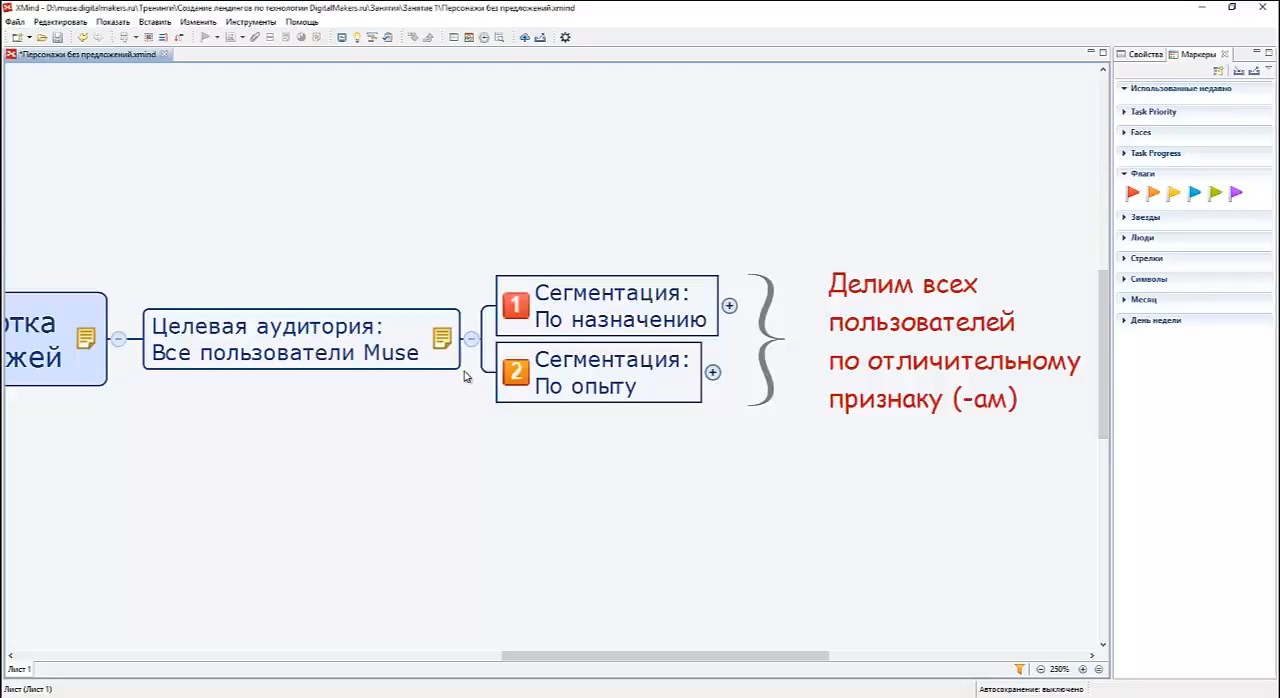 XMind - D:\muse.digitalmakers.ru\Тренинги\Создание лендингов по технологии DigitalMakers.ru\Занятия\Занятие 1\Персонажи без предложений.xmind
Файл Редактировать Показать Вставить Изменить Инструменты Помощь
*Персонажи без предложений.xmind
Свойства Маркеры
Использованные недавно
Task Priority
Faces
Task Progress
Флаги
Звезды
Люди
Стрелки
Символы
Месяц
День недели
отка
жей
Целевая аудитория:
Все пользователи Muse
1 Сегментация:
По назначению
2 Сегментация:
По опыту
Делим всех
пользователей
по отличительному
признаку (-ам)
Лист 1
250%
Лист (Лист 1)
Автосохранение: выключено